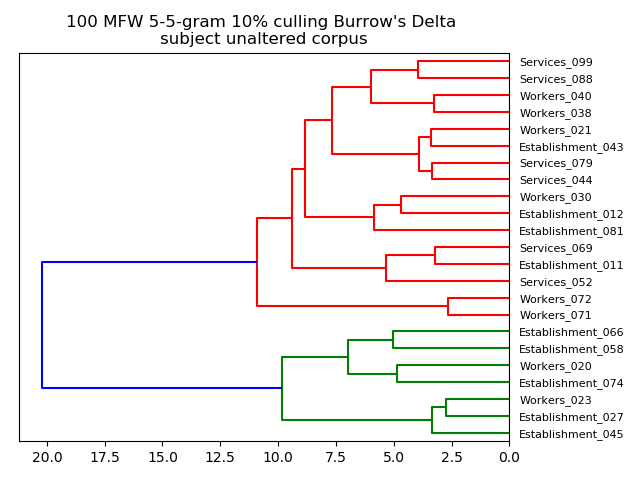 100 MFW 5-5-gram 10% culling Burrow's Delta
subject unaltered corpus
Services_099
Services_088
Workers_040
Workers_038
Workers_021
Establishment_043
Services_079
Services_044
Workers_030
Establishment_012
Establishment_081
Services_069
Establishment_011
Services_052
Workers_072
Workers_071
Establishment_066
Establishment_058
Workers_020
Establishment_074
Workers_023
Establishment_027
Establishment_045
20.0 17.5 15.0 12.5 10.0 7.5 5.0 2.5 0.0